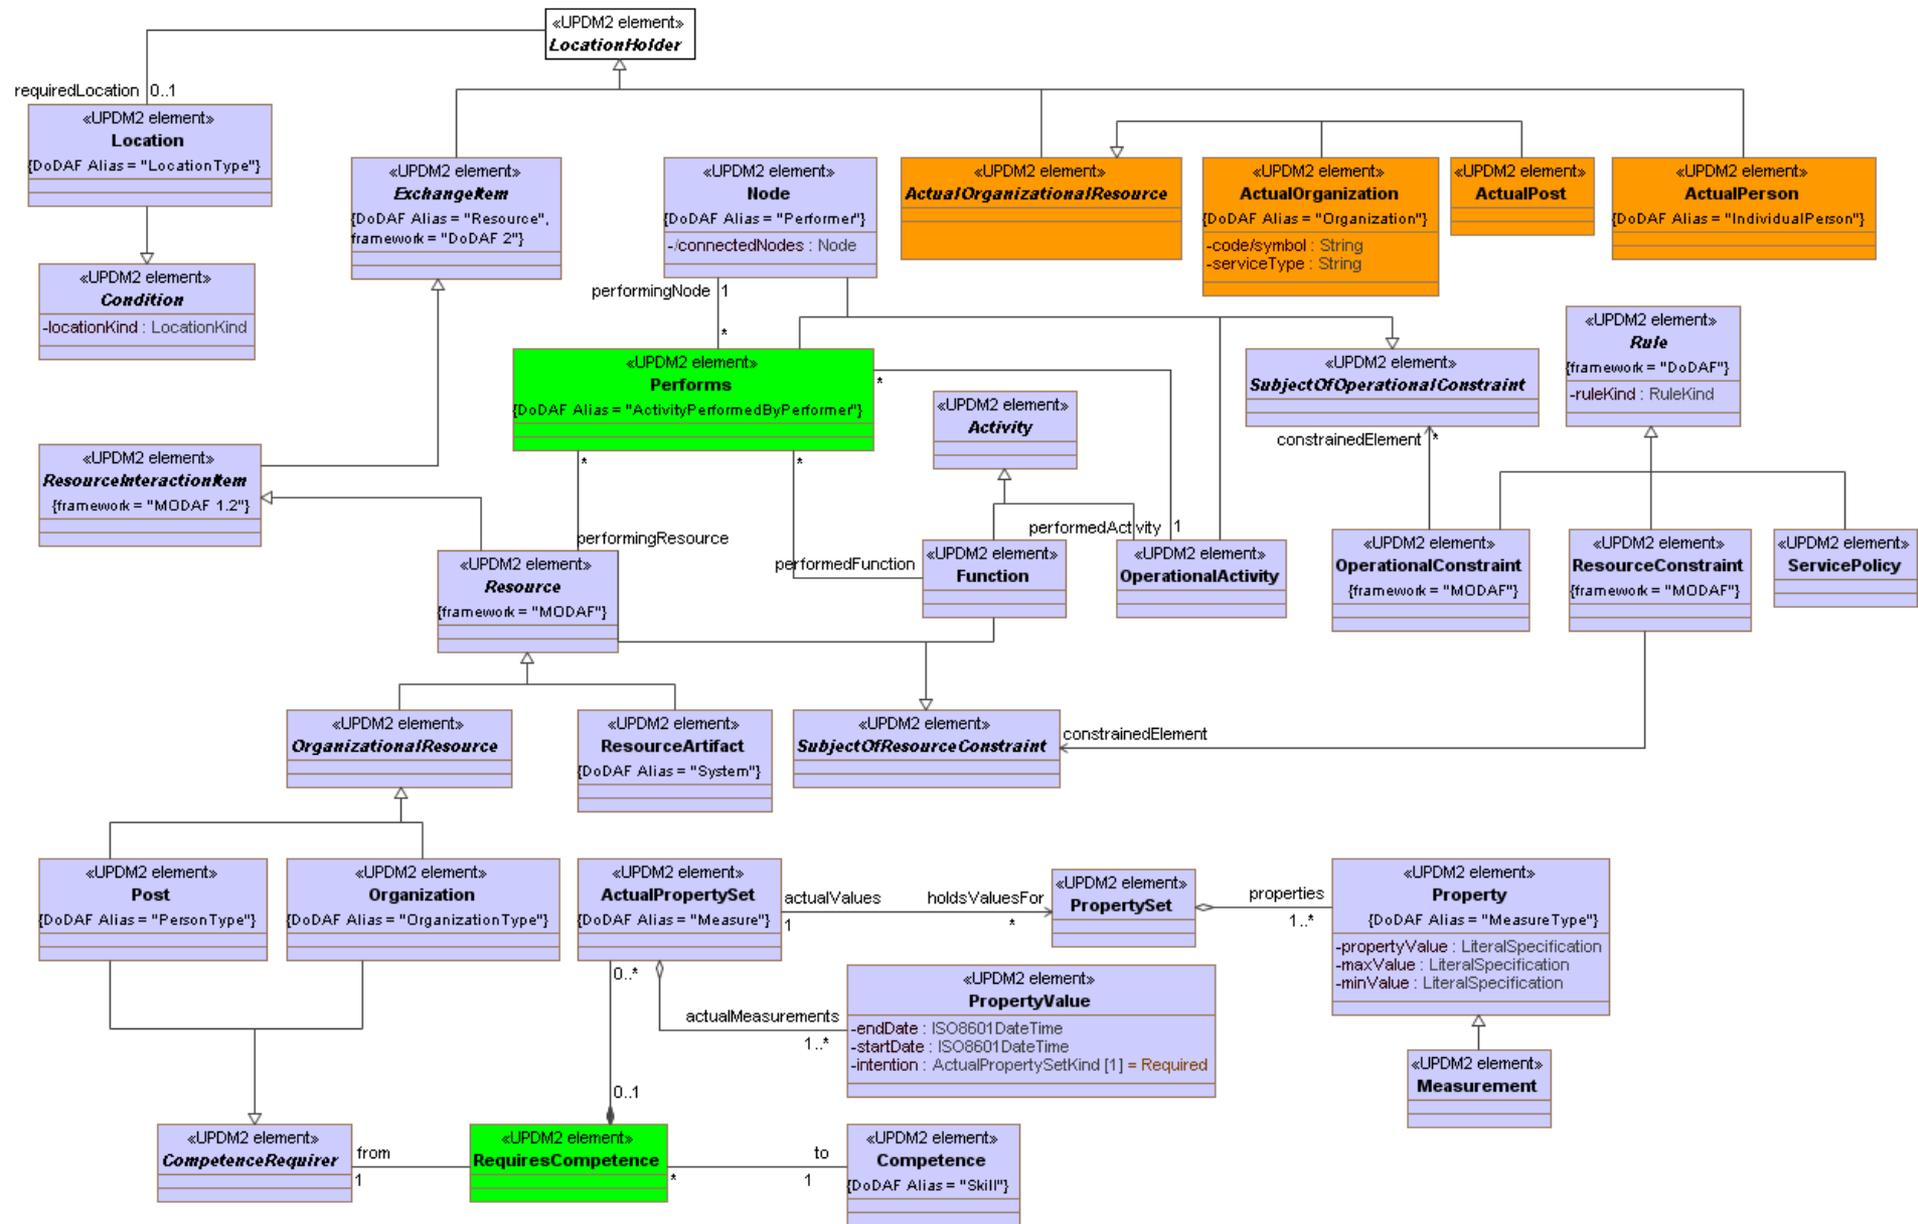 «UPDM2 element»
LocationHolder
requiredLocation 0..1
«UPDM2 element»
Location
{DoDAF Alias = "LocationType"}
«UPDM2 element»
Condition
-locationKind : LocationKind
«UPDM2 element»
ExchangeItem
{DoDAF Alias = "Resource",
framework = "DoDAF 2"}
«UPDM2 element»
Node
{DoDAF Alias = "Performer"}
-/connectedNodes : Node
«UPDM2 element»
ActualOrganizationalResource
«UPDM2 element»
ActualOrganization
{DoDAF Alias = "Organization"}
-code/symbol : String
-serviceType : String
«UPDM2 element»
ActualPost
«UPDM2 element»
ActualPerson
{DoDAF Alias = "IndividualPerson"}
performingNode 1
*
«UPDM2 element»
Performs
{DoDAF Alias = "ActivityPerformedByPerformer"}
*
*
*
«UPDM2 element»
Activity
«UPDM2 element»
SubjectOfOperationalConstraint
constrainedElement *
«UPDM2 element»
Rule
{framework = "DoDAF"}
-ruleKind : RuleKind
«UPDM2 element»
ResourceInteractionItem
{framework = "MODAF 1.2"}
performingResource
performedFunction
performedActivity 1
«UPDM2 element»
Resource
{framework = "MODAF"}
«UPDM2 element»
Function
«UPDM2 element»
OperationalActivity
«UPDM2 element»
OperationalConstraint
{framework = "MODAF"}
«UPDM2 element»
ResourceConstraint
{framework = "MODAF"}
«UPDM2 element»
ServicePolicy
«UPDM2 element»
OrganizationalResource
«UPDM2 element»
ResourceArtifact
{DoDAF Alias = "System"}
«UPDM2 element»
SubjectOfResourceConstraint
constrainedElement
«UPDM2 element»
Post
{DoDAF Alias = "PersonType"}
«UPDM2 element»
Organization
{DoDAF Alias = "OrganizationType"}
«UPDM2 element»
ActualPropertySet
{DoDAF Alias = "Measure"}
actualValues
1
holdsValuesFor
*
«UPDM2 element»
PropertySet
properties
1..*
«UPDM2 element»
Property
{DoDAF Alias = "MeasureType"}
-propertyValue : LiteralSpecification
-maxValue : LiteralSpecification
-minValue : LiteralSpecification
0..*
actualMeasurements
1..*
«UPDM2 element»
PropertyValue
-endDate : ISO8601DateTime
-startDate : ISO8601DateTime
-intention : ActualPropertySetKind [1] = Required
«UPDM2 element»
Measurement
0..1
«UPDM2 element»
CompetenceRequirer
from
1
«UPDM2 element»
RequiresCompetence
*
to
1
«UPDM2 element»
Competence
{DoDAF Alias = "Skill"}